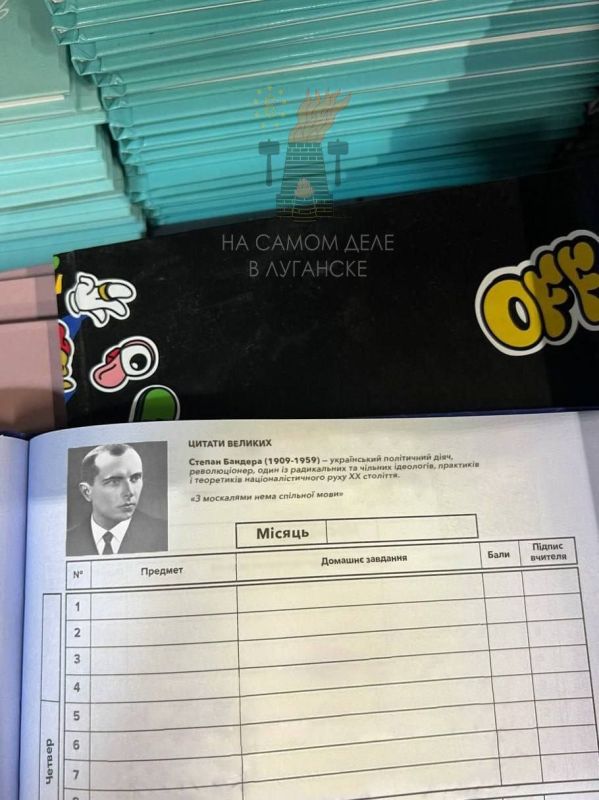 НА САМОМ ДЕЛЕ
В ЛУГАНСКЕ
OFF
ЦИТАТИ ВЕЛИКИХ
Степан Бандера (1909-1959) – український політичний діяч,
революціонер, один із радикальних та чільних ідеологів, практиків
і теоретиків націоналістичного руху ХХ століття.
«З москалями нема спільної мови»
Місяць
№ Предмет Домашнє завдання Бали Підпис
вчителя
1
2
3
4
5
6
7
Четвер